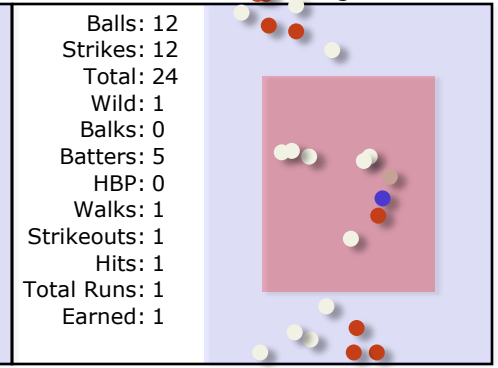 Balls: 12
Strikes: 12
Total: 24
Wild: 1
Balks: 0
Batters: 5
HBP: 0
Walks: 1
Strikeouts: 1
Hits: 1
Total Runs: 1
Earned: 1